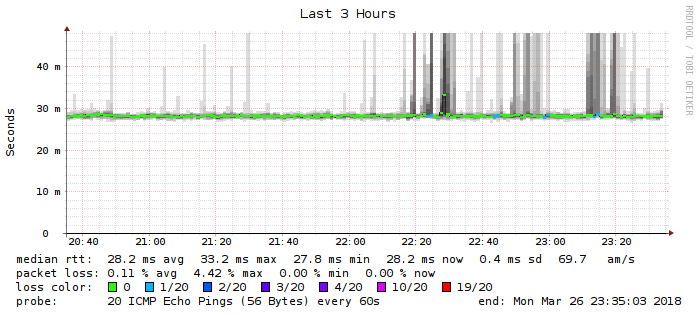 Last 3 Hours
RRDTOOL / TOBI OETIKER
Seconds
40 m
30 m
20 m
10 m
0
20:40 21:00 21:20 21:40 22:00 22:20 22:40 23:00 23:20
median rtt: 28.2 ms avg 33.2 ms max 27.8 ms min 28.2 ms now 0.4 ms sd 69.7 am/s
packet loss: 0.11 % avg 4.42 % max 0.00 % min 0.00 % now
loss color: 0 1/20 2/20 3/20 4/20 10/20 19/20
probe: 20 ICMP Echo Pings (56 Bytes) every 60s end: Mon Mar 26 23:35:03 2018